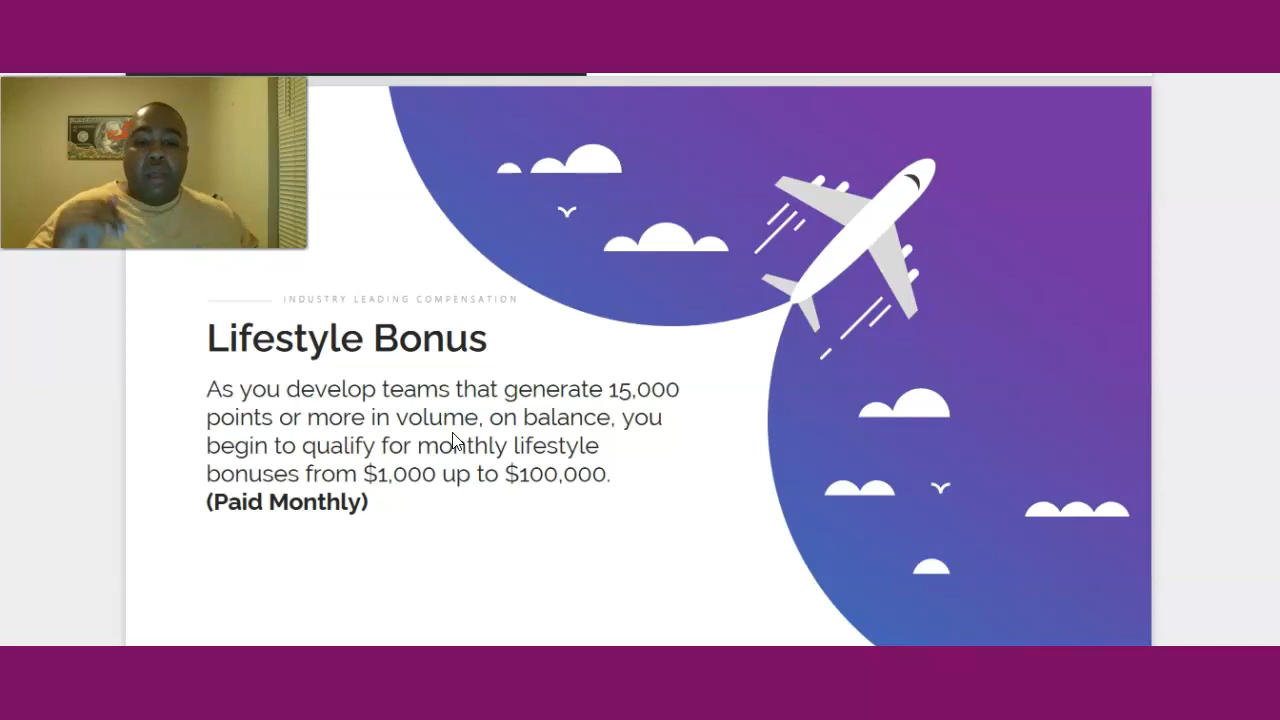 INDUSTRY LEADING COMPENSATION
Lifestyle Bonus
As you develop teams that generate 15,000
points or more in volume, on balance, you
begin to qualify for monthly lifestyle
bonuses from $1,000 up to $100,000.
(Paid Monthly)